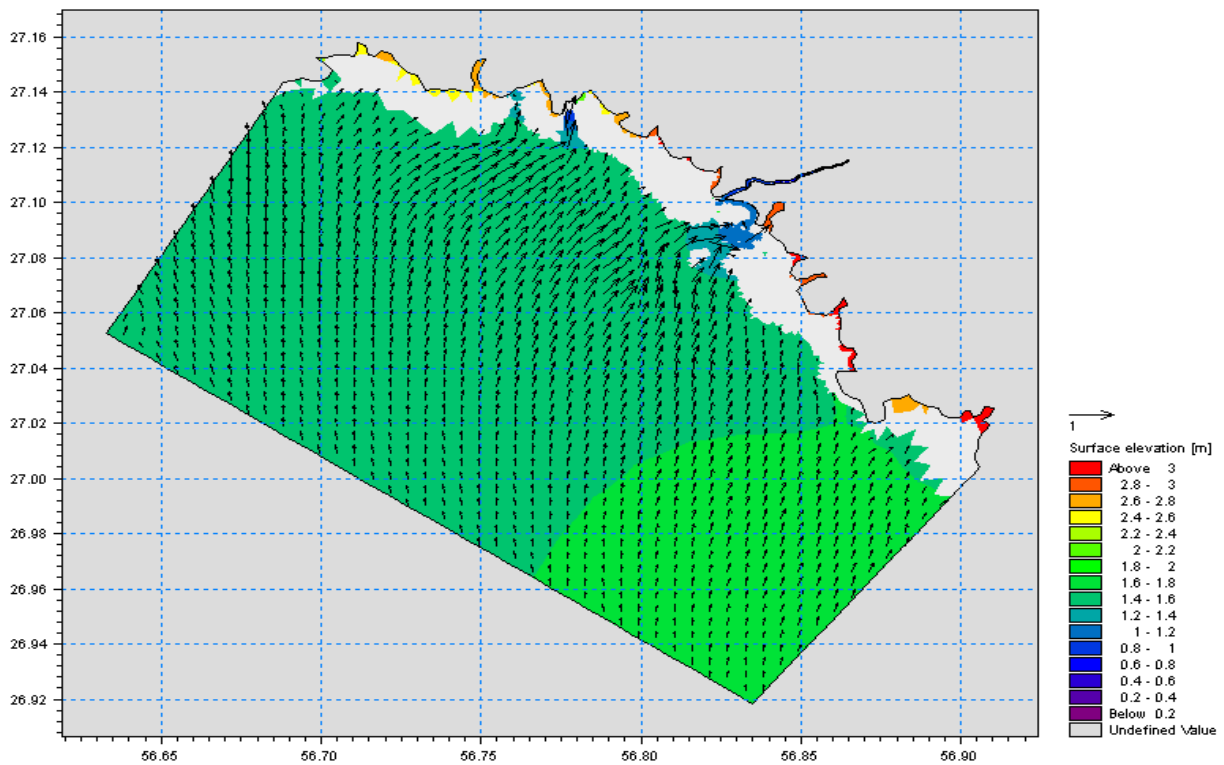 27.16
27.14
27.12
27.10
27.08
27.06
27.04
27.02
27.00
26.98
26.96
26.94
26.92
56.65 56.70 56.75 56.80 56.85 56.90
1
Surface elevation [m]
Above 3
2.8 - 3
2.6 - 2.8
2.4 - 2.6
2.2 - 2.4
2 - 2.2
1.8 - 2
1.6 - 1.8
1.4 - 1.6
1.2 - 1.4
1 - 1.2
0.8 - 1
0.6 - 0.8
0.4 - 0.6
0.2 - 0.4
Below 0.2
Undefined Value